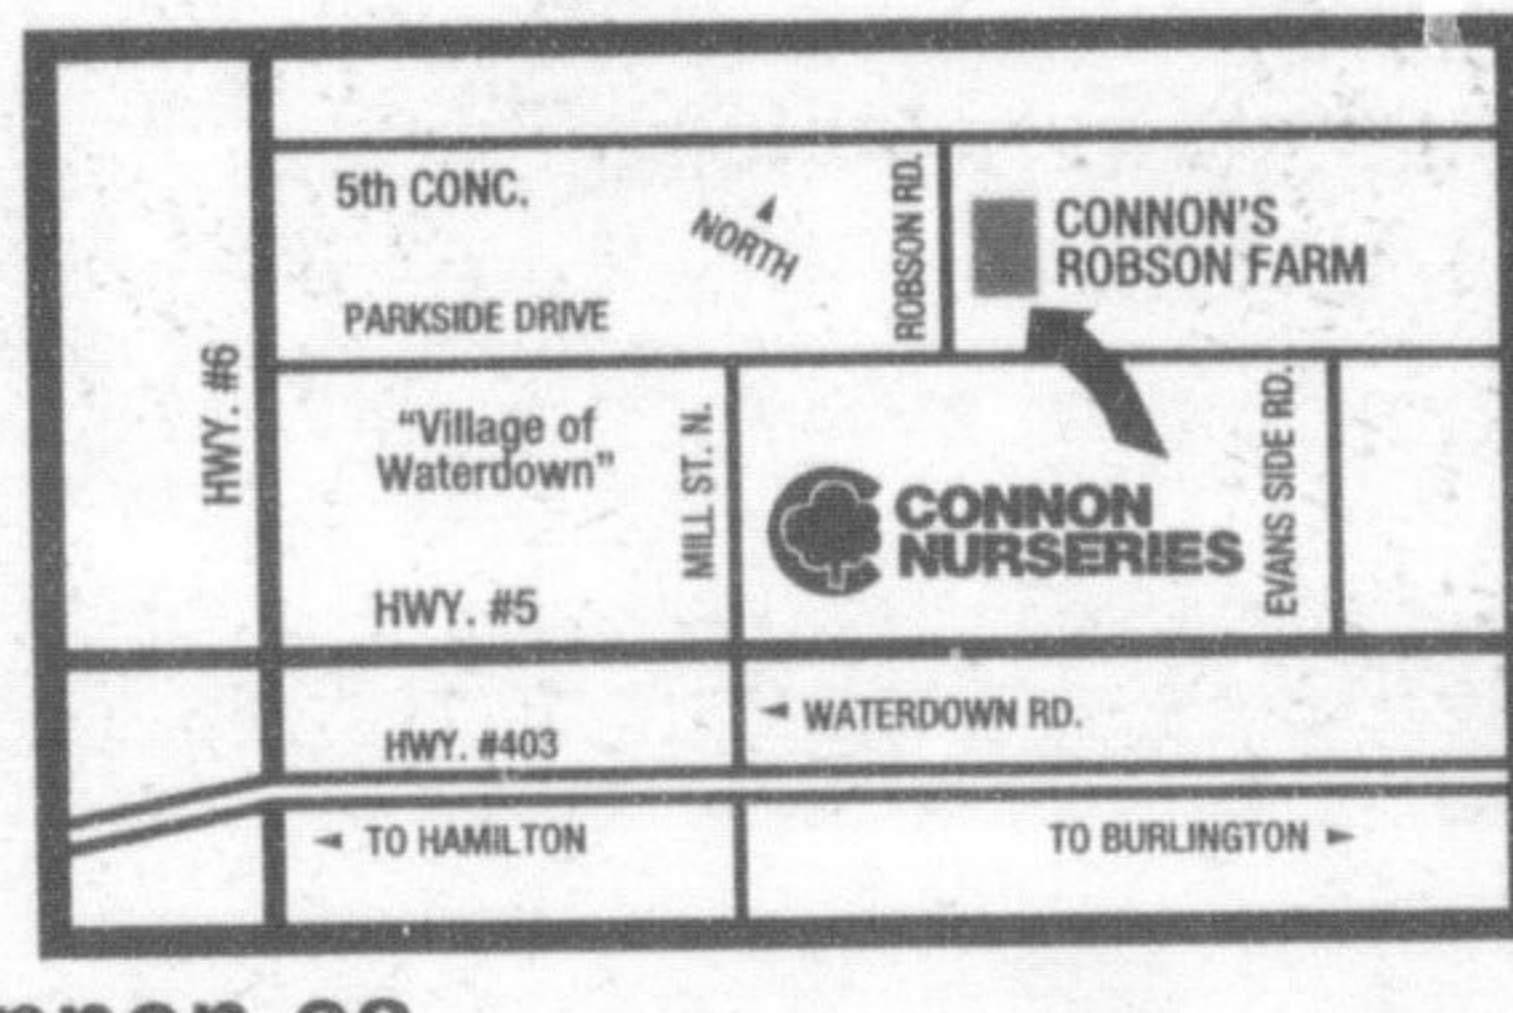 5th CONC.
NORTH
ROBSON RD.
CONNON'S
ROBSON FARM
PARKSIDE DRIVE
HWY. #6
"Village of
Waterdown"
MILL ST. N.
CONNON
NURSERIES
EVANS SIDE RD.
HWY. #5
WATERDOWN RD.
HWY. #403
TO HAMILTON
TO BURLINGTON